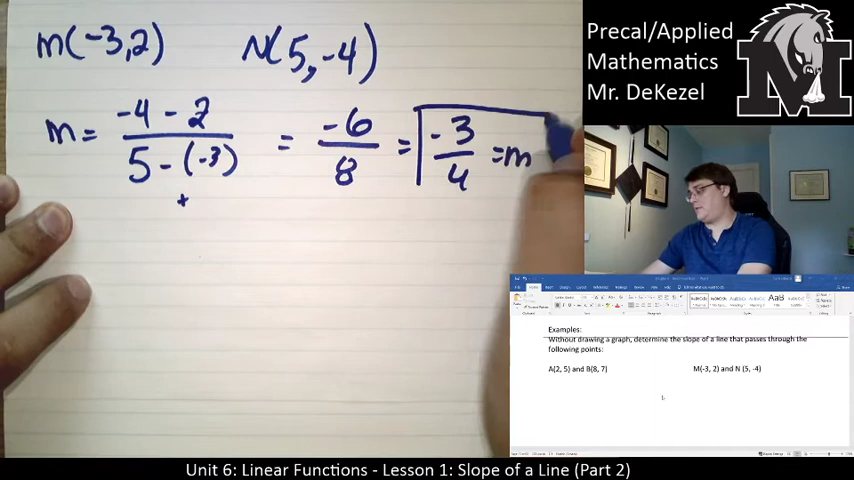 m(-3,2) N(5,-4)
m = -4 - 2 / 5 - (-3) = -6 / 8 = -3 / 4 = m
+
Precal/Applied
Mathematics
Mr. DeKezel
M
Examples:
Without drawing a graph, determine the slope of a line that passes through the
following points:
A(2, 5) and B(8, 7) M(-3, 2) and N (5, -4)
Unit 6: Linear Functions - Lesson 1: Slope of a Line (Part 2)